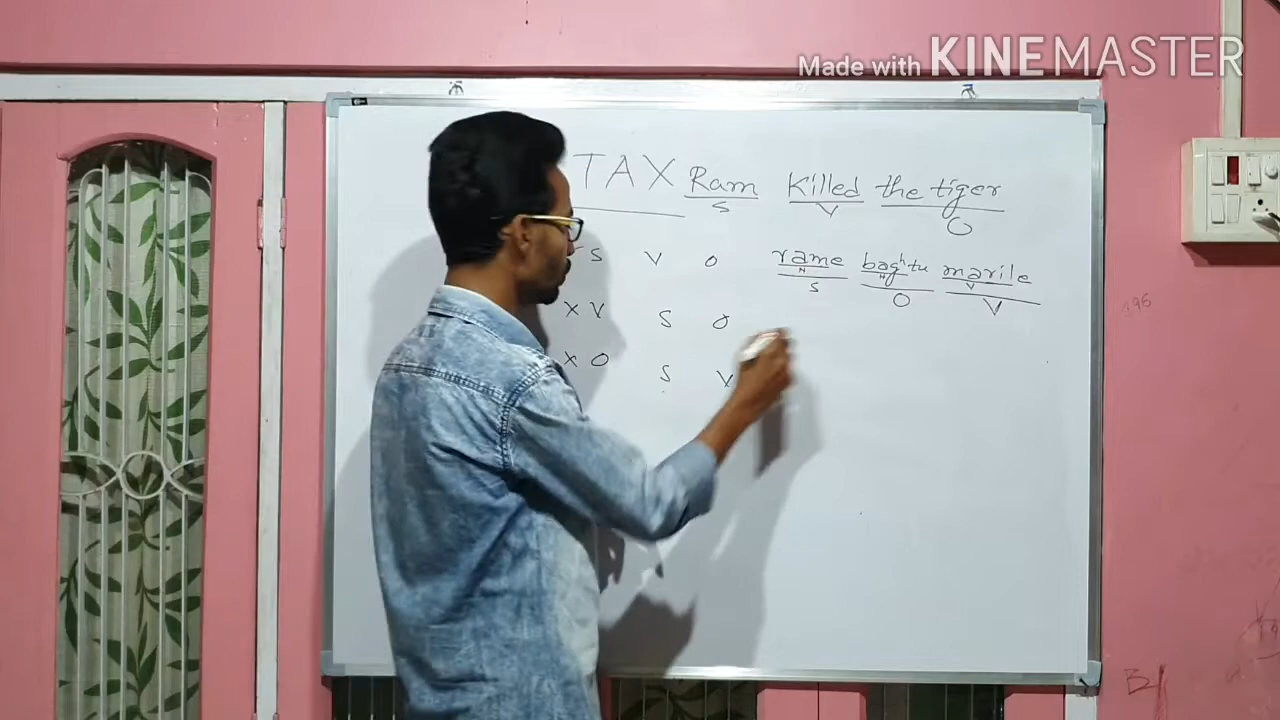 Made with KINEMASTER
TAX Ram killed the tiger
S V O
S V O
rame bagʰtu marile
N N V
S O V
X V S O
X O S V